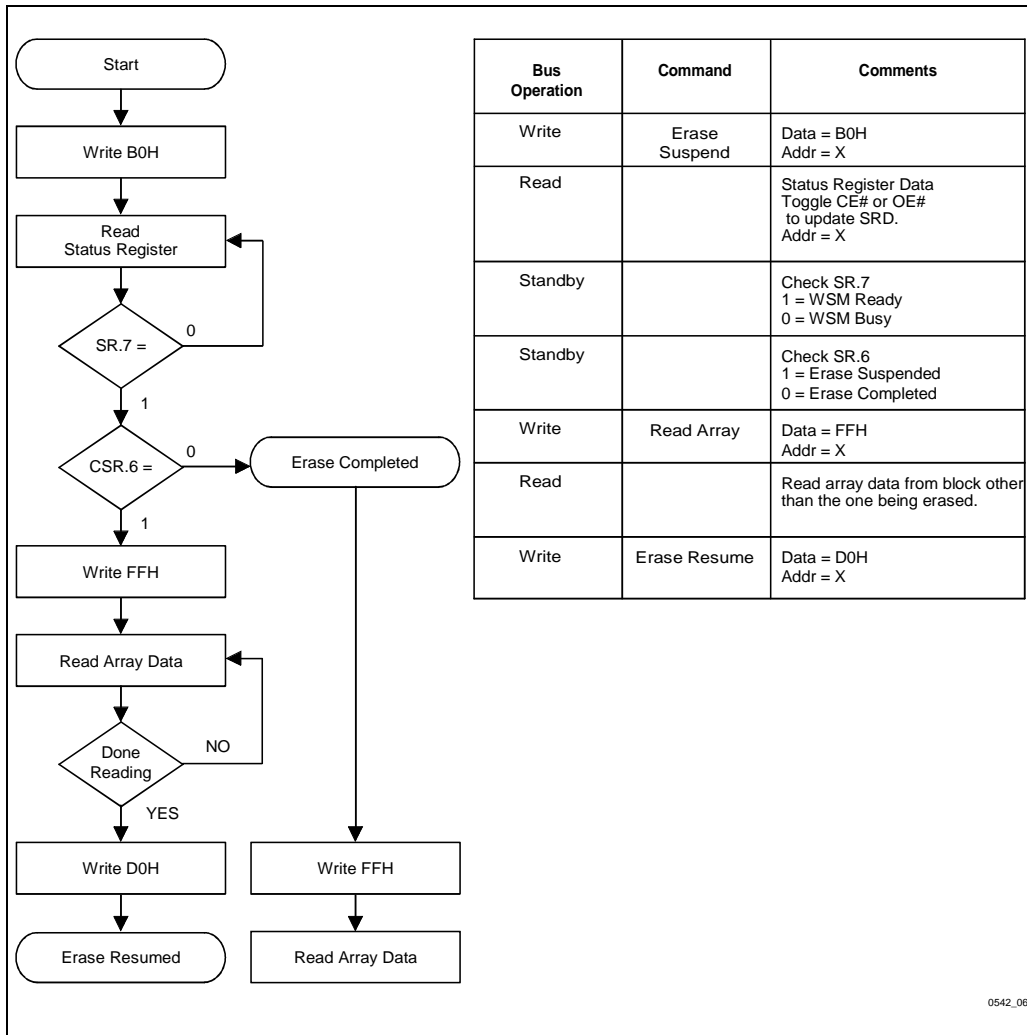 Start
Write B0H
Read
Status Register
SR.7 =
0
1
CSR.6 =
0
Erase Completed
1
Write FFH
Read Array Data
Done
Reading
NO
YES
Write D0H
Write FFH
Erase Resumed
Read Array Data
Bus
Operation
Command
Comments
Write
Erase
Suspend
Data = B0H
Addr = X
Read
Status Register Data
Toggle CE# or OE#
to update SRD.
Addr = X
Standby
Check SR.7
1 = WSM Ready
0 = WSM Busy
Standby
Check SR.6
1 = Erase Suspended
0 = Erase Completed
Write
Read Array
Data = FFH
Addr = X
Read
Read array data from block other
than the one being erased.
Write
Erase Resume
Data = D0H
Addr = X
0542_06